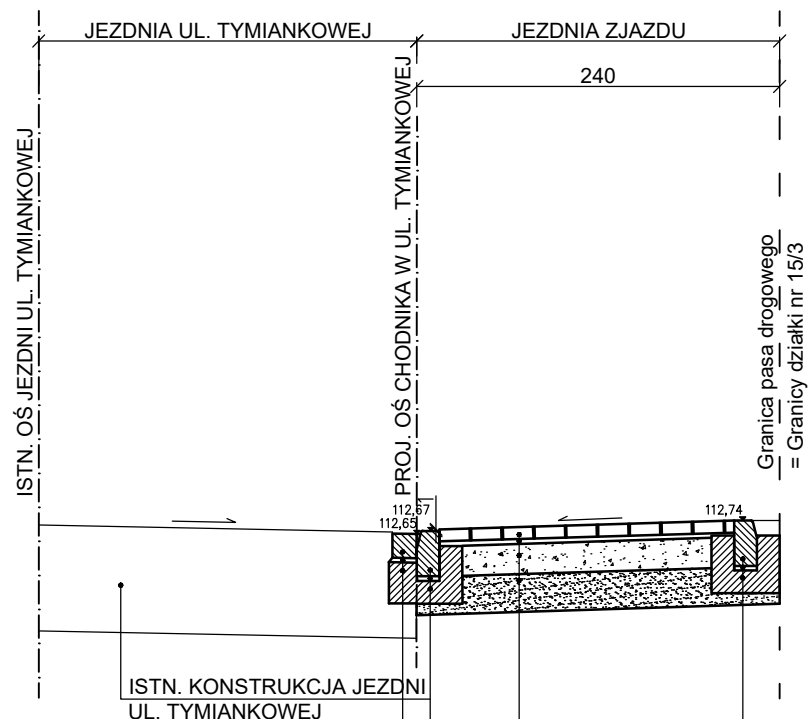 JEZDNIA UL. TYMIANKOWEJ
JEZDNIA ZJAZDU
240
ISTN. OŚ JEZDNI UL. TYMIANKOWEJ
PROJ. OŚ CHODNIKA W UL. TYMIANKOWEJ
Granica pasa drogowego
= Granicy działki nr 15/3
112,67
112,65
112,74
ISTN. KONSTRUKCJA JEZDNI
UL. TYMIANKOWEJ